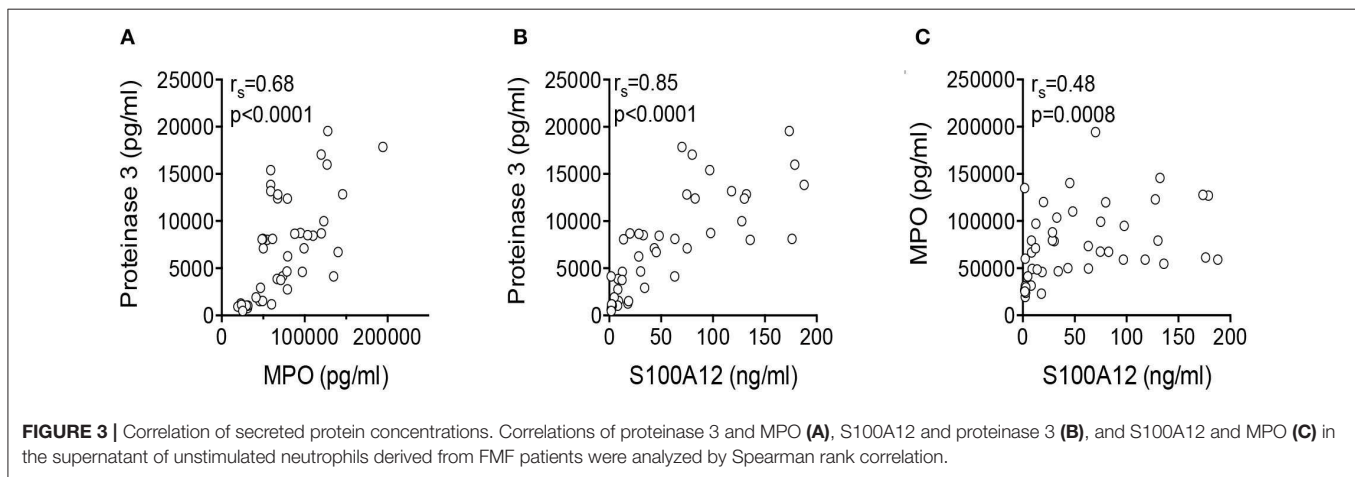 A
B
C
25000
20000
15000
10000
5000
0
Proteinase 3 (pg/ml)
rs=0.68
p<0.0001
0
100000
200000
MPO (pg/ml)
25000
20000
15000
10000
5000
0
Proteinase 3 (pg/ml)
rs=0.85
p<0.0001
0
50
100
150
200
S100A12 (ng/ml)
250000
200000
150000
100000
50000
0
MPO (pg/ml)
rs=0.48
p=0.0008
0
50
100
150
200
S100A12 (ng/ml)
FIGURE 3 | Correlation of secreted protein concentrations. Correlations of proteinase 3 and MPO (A), S100A12 and proteinase 3 (B), and S100A12 and MPO (C) in
the supernatant of unstimulated neutrophils derived from FMF patients were analyzed by Spearman rank correlation.